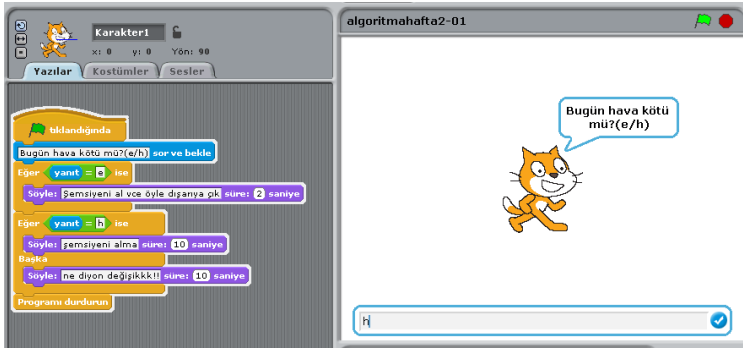 Karakter1
x: 0 y: 0 Yön: 90
Yazılar Kostümler Sesler
tıklandığında
Bugün hava kötü mü?(e/h) sor ve bekle
Eğer yanıt = e ise
Söyle: Şemsiyeni al vce öyle dışarıya çık süre: 2 saniye
Eğer yanıt = h ise
Söyle: şemsiyeni alma süre: 10 saniye
Başka
Söyle: ne diyon değişikkk!! süre: 10 saniye
Programı durdurun
algoritmahafta2-01
Bugün hava kötü
mü?(e/h)
h